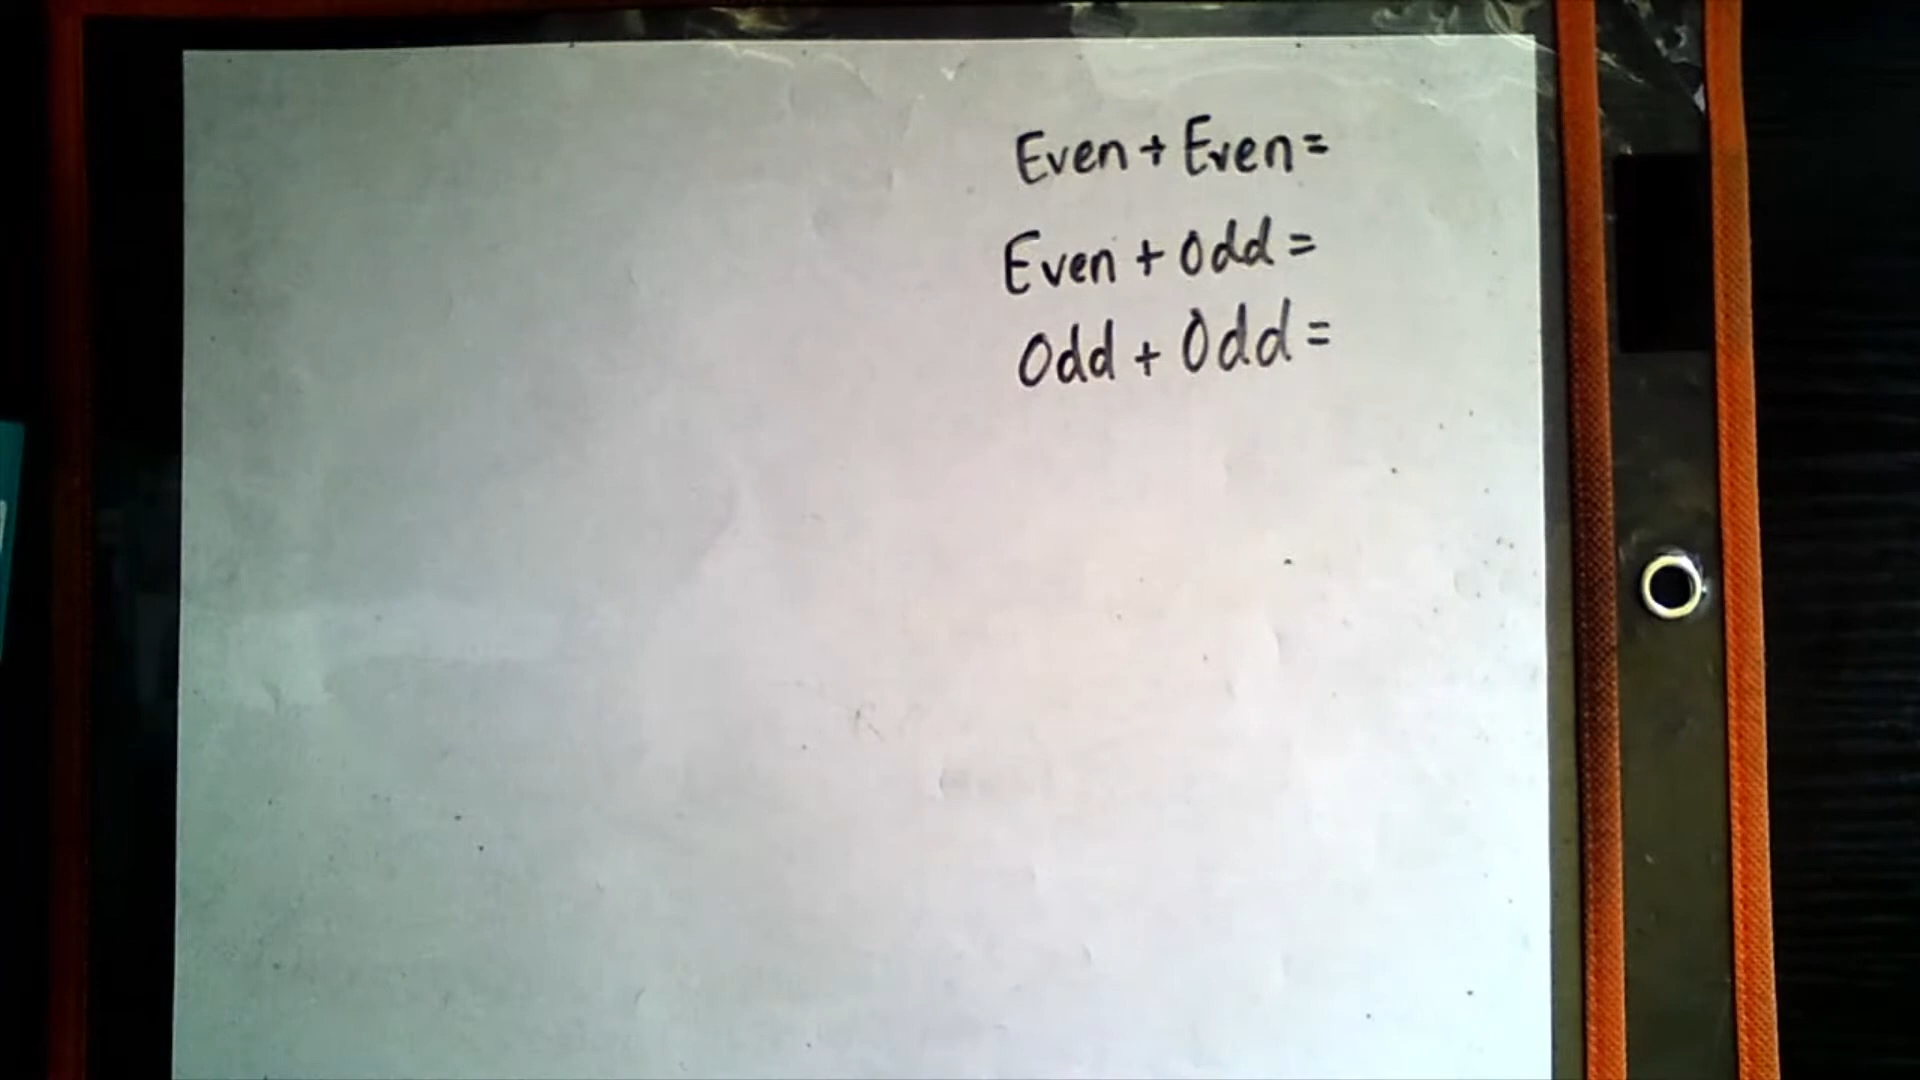 Even + Even =
Even + Odd =
Odd + Odd =